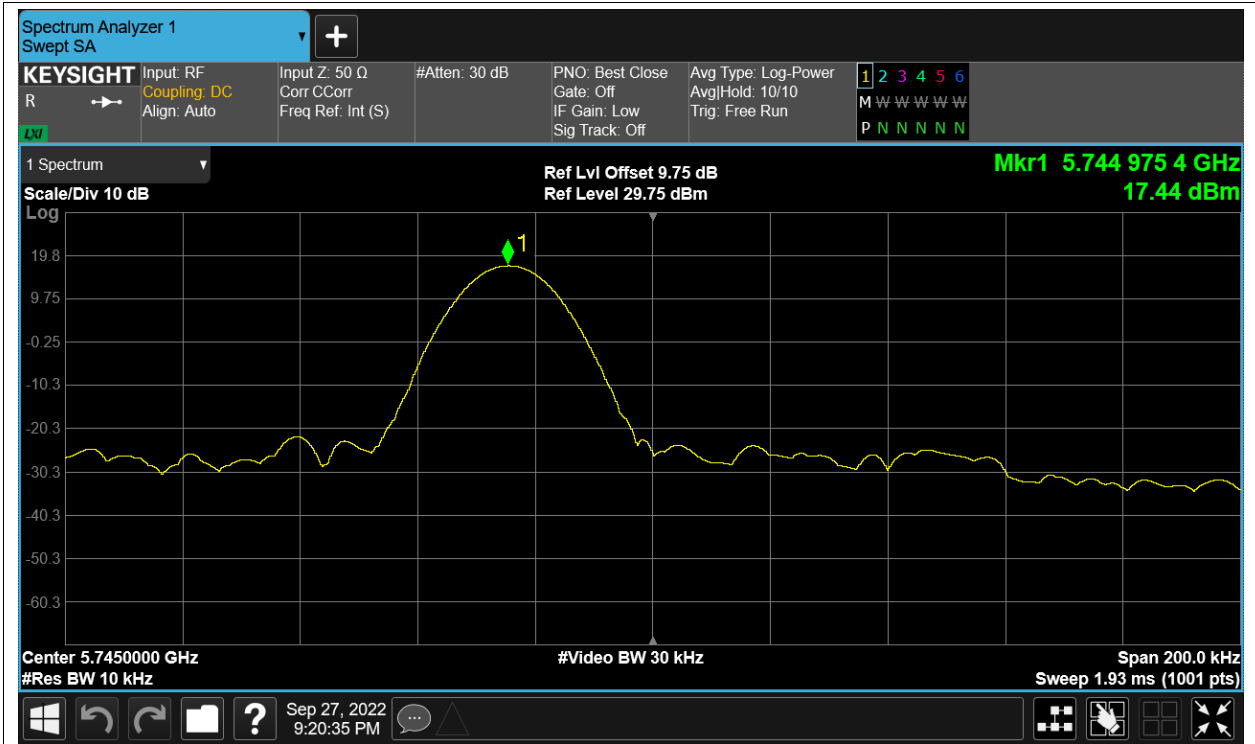 Spectrum Analyzer 1
Swept SA
KEYSIGHT
R
LXI
Input: RF
Coupling: DC
Align: Auto
Input Z: 50 Ω
Corr CCorr
Freq Ref: Int (S)
#Atten: 30 dB
PNO: Best Close
Gate: Off
IF Gain: Low
Sig Track: Off
Avg Type: Log-Power
Avg|Hold: 10/10
Trig: Free Run
1 2 3 4 5 6
M W W W W W
P N N N N N
1 Spectrum
Scale/Div 10 dB
Ref Lvl Offset 9.75 dB
Ref Level 29.75 dBm
Mkr1 5.744 975 4 GHz
17.44 dBm
Log
1
19.8
9.75
-0.25
-10.3
-20.3
-30.3
-40.3
-50.3
-60.3
Center 5.7450000 GHz
#Video BW 30 kHz
Span 200.0 kHz
#Res BW 10 kHz
Sweep 1.93 ms (1001 pts)
?
Sep 27, 2022
9:20:35 PM